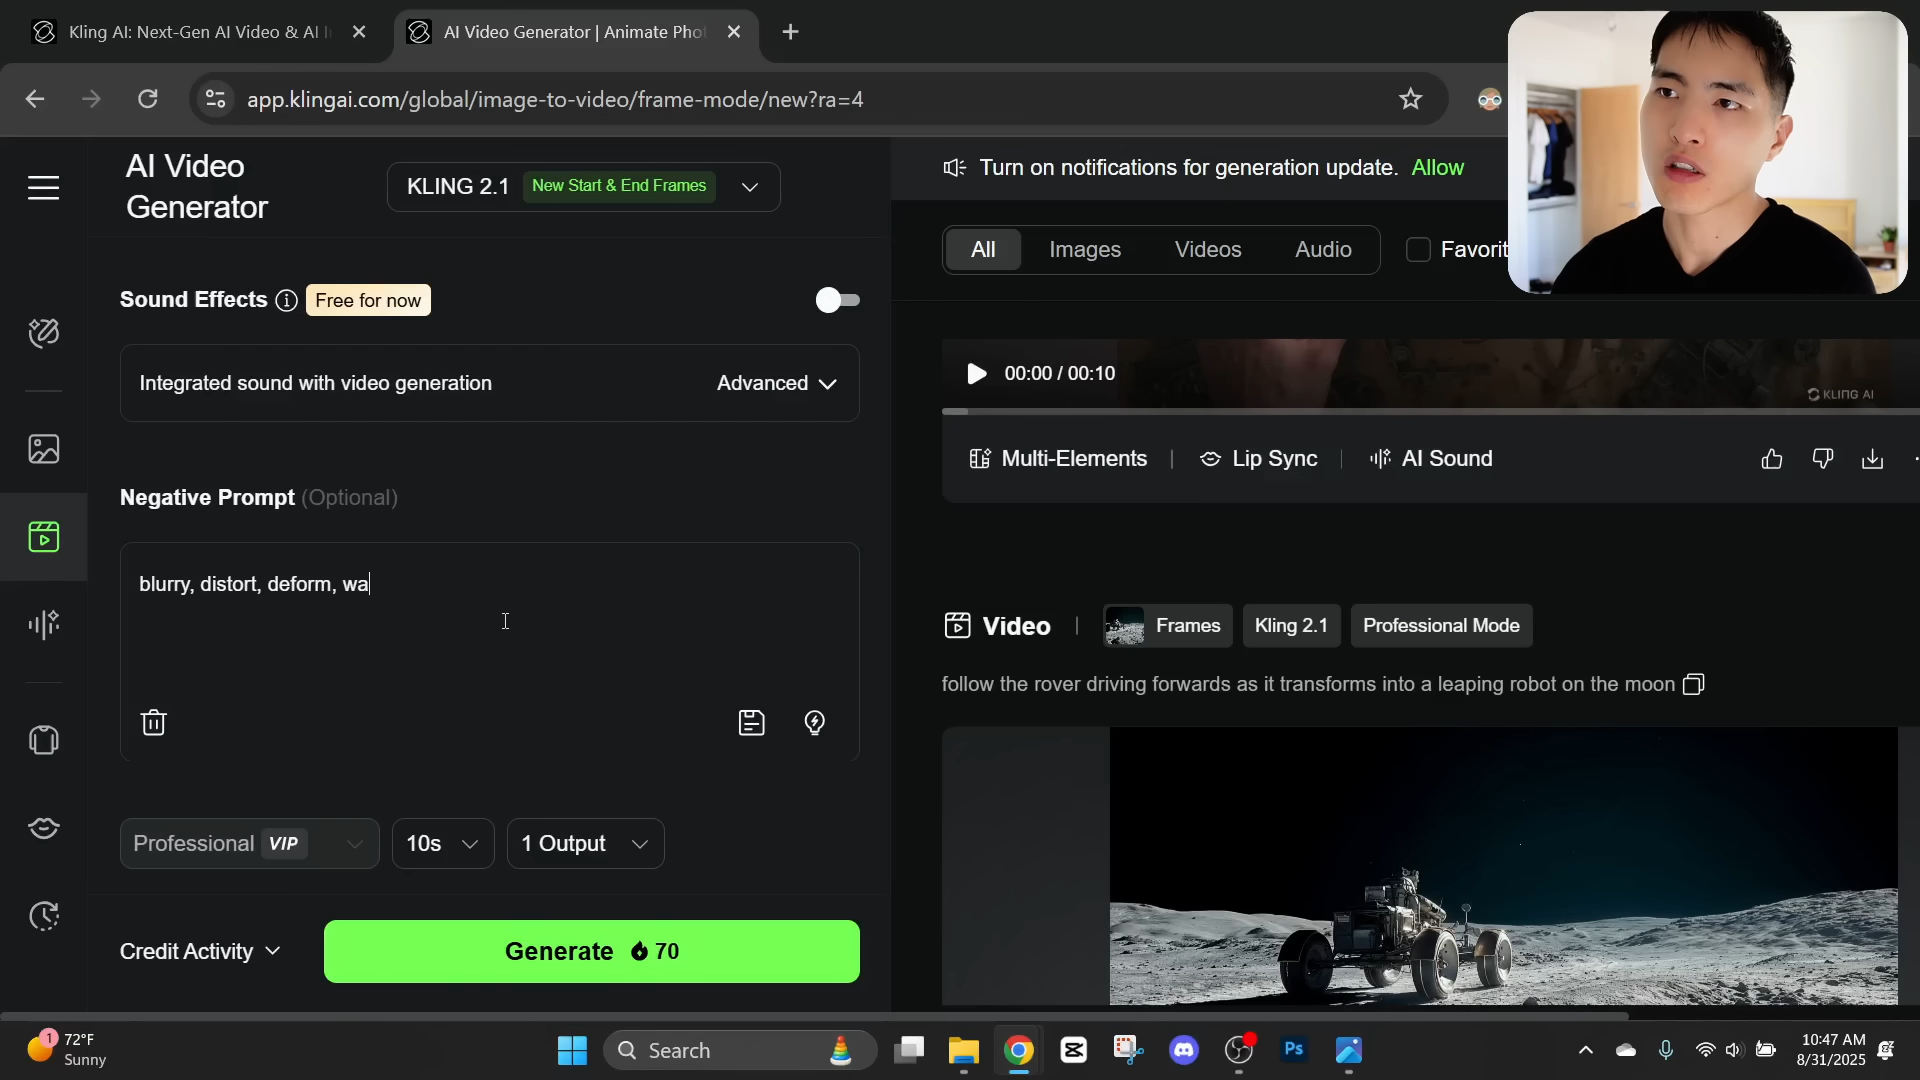 Kling AI: Next-Gen AI Video & AI I
AI Video Generator | Animate Pho
app.klingai.com/global/image-to-video/frame-mode/new?ra=4
AI Video
Generator
KLING 2.1
New Start & End Frames
Turn on notifications for generation update. Allow
All
Images
Videos
Audio
Favorit
Sound Effects
Free for now
Integrated sound with video generation
Advanced
00:00 / 00:10
KLING AI
Multi-Elements
Lip Sync
AI Sound
Negative Prompt (Optional)
blurry, distort, deform, wa
Video
Frames
Kling 2.1
Professional Mode
follow the rover driving forwards as it transforms into a leaping robot on the moon
Professional VIP
10s
1 Output
Credit Activity
Generate 70
1
72°F
Sunny
Search
Ps
10:47 AM
8/31/2025